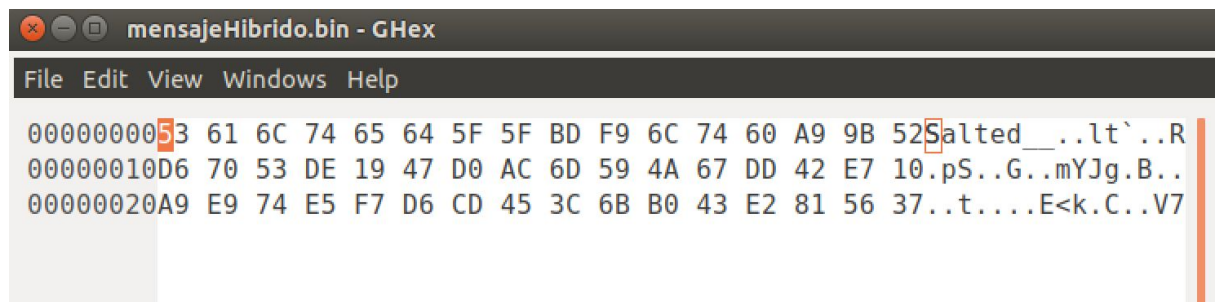 mensajeHibrido.bin - GHex
File Edit View Windows Help
00000000 53 61 6C 74 65 64 5F 5F BD F9 6C 74 60 A9 9B 52 Salted__..lt`..R
00000010 D6 70 53 DE 19 47 D0 AC 6D 59 4A 67 DD 42 E7 10 .pS..G..mYJg.B..
00000020 A9 E9 74 E5 F7 D6 CD 45 3C 6B B0 43 E2 81 56 37 ..t....E<k.C..V7